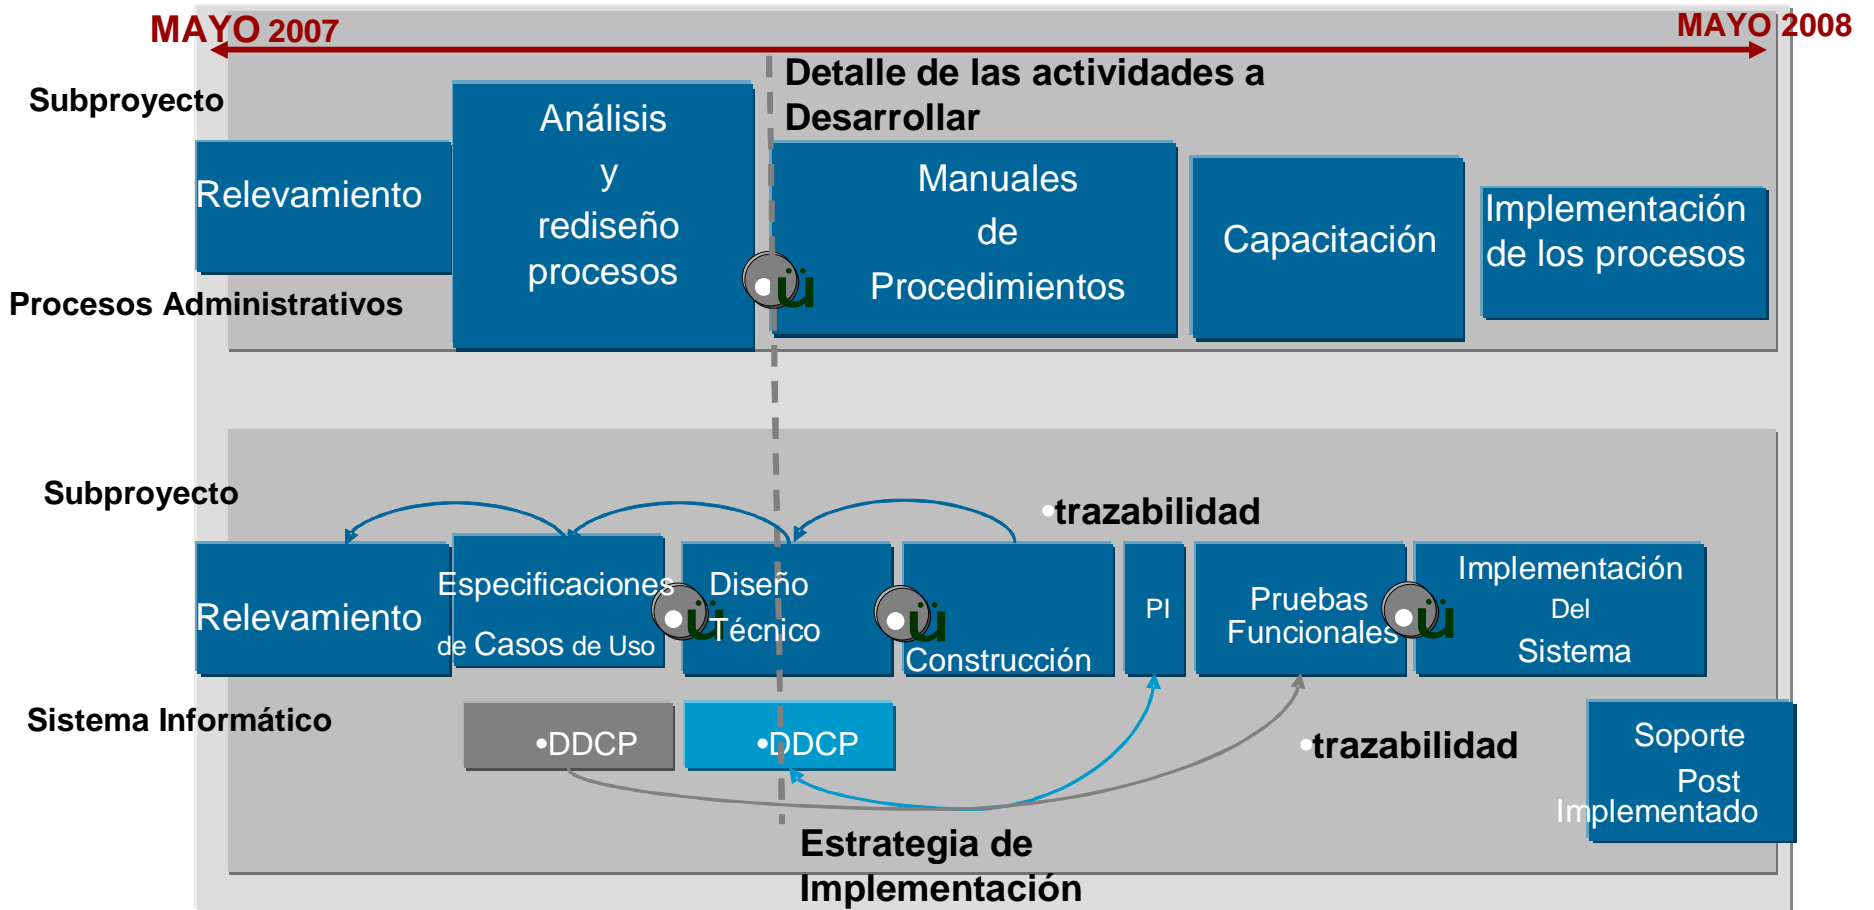 MAYO 2007
MAYO 2008
Detalle de las actividades a
Desarrollar
Subproyecto
Procesos Administrativos
Relevamiento
Análisis
y
rediseño
procesos
ü
Manuales
de
Procedimientos
Capacitación
Implementación
de los procesos
Subproyecto
Sistema Informático
•trazabilidad
Relevamiento
Especificaciones
de Casos de Uso
ü
Diseño
Técnico
ü
Construcción
PI
Pruebas
Funcionales
ü
Implementación
Del
Sistema
•DDCP
•DDCP
•trazabilidad
Soporte
Post
Implementado
Estrategia de
Implementación